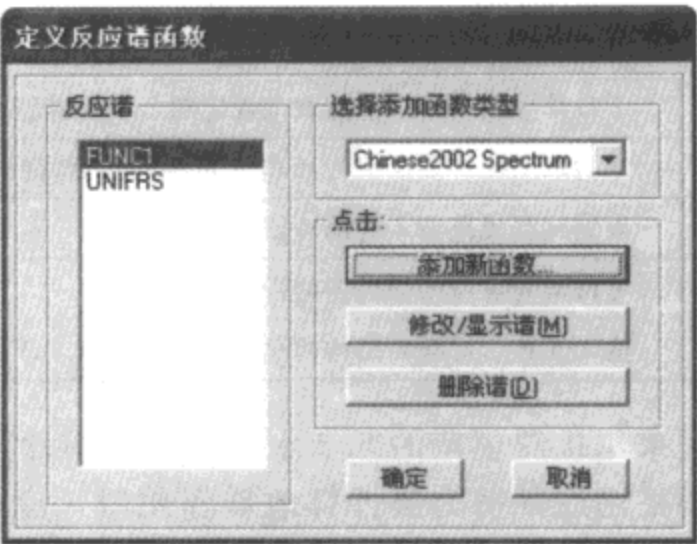 定义反应谱函数
反应谱
FUNC1
UNIFRS
选择添加函数类型
Chinese2002 Spectrum
点击:
添加新函数...
修改/显示谱(M)
删除谱(D)
确定
取消